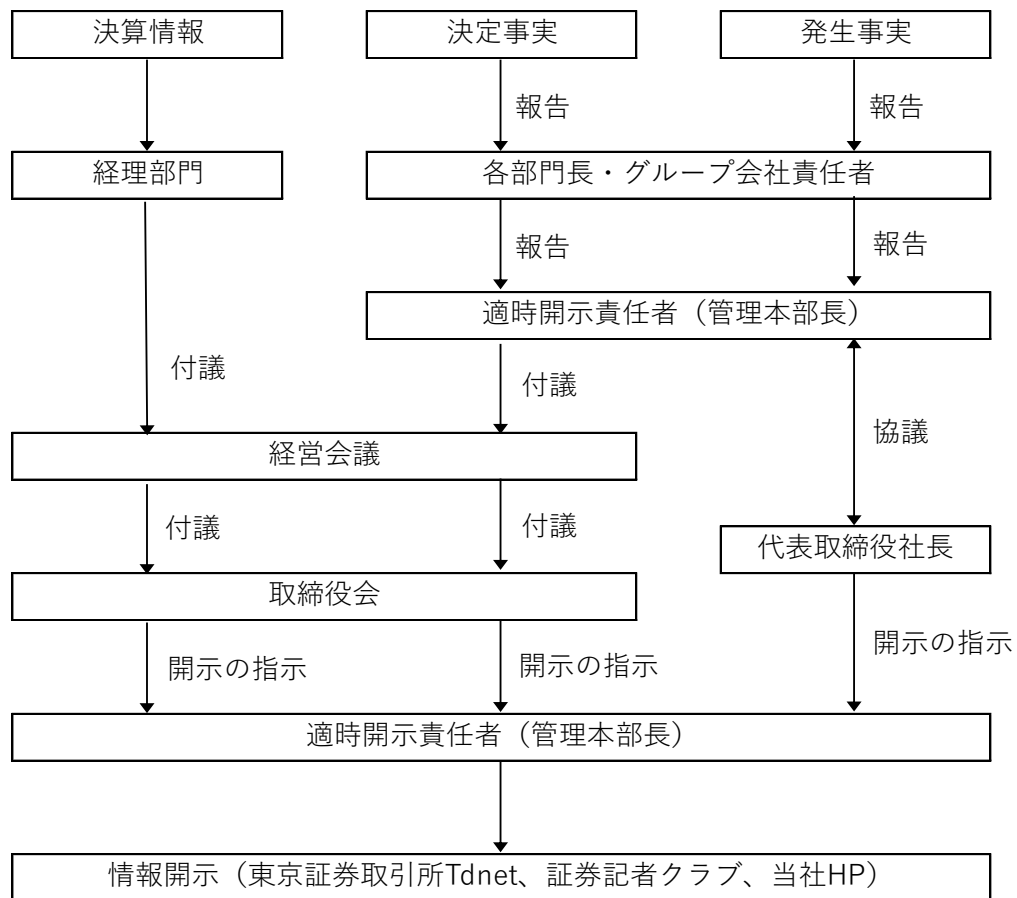 決算情報
決定事実
発生事実
報告
報告
経理部門
各部門長・グループ会社責任者
報告
報告
適時開示責任者（管理本部長）
付議
付議
協議
経営会議
付議
付議
代表取締役社長
取締役会
開示の指示
開示の指示
開示の指示
適時開示責任者（管理本部長）
情報開示（東京証券取引所Tdnet、証券記者クラブ、当社HP）